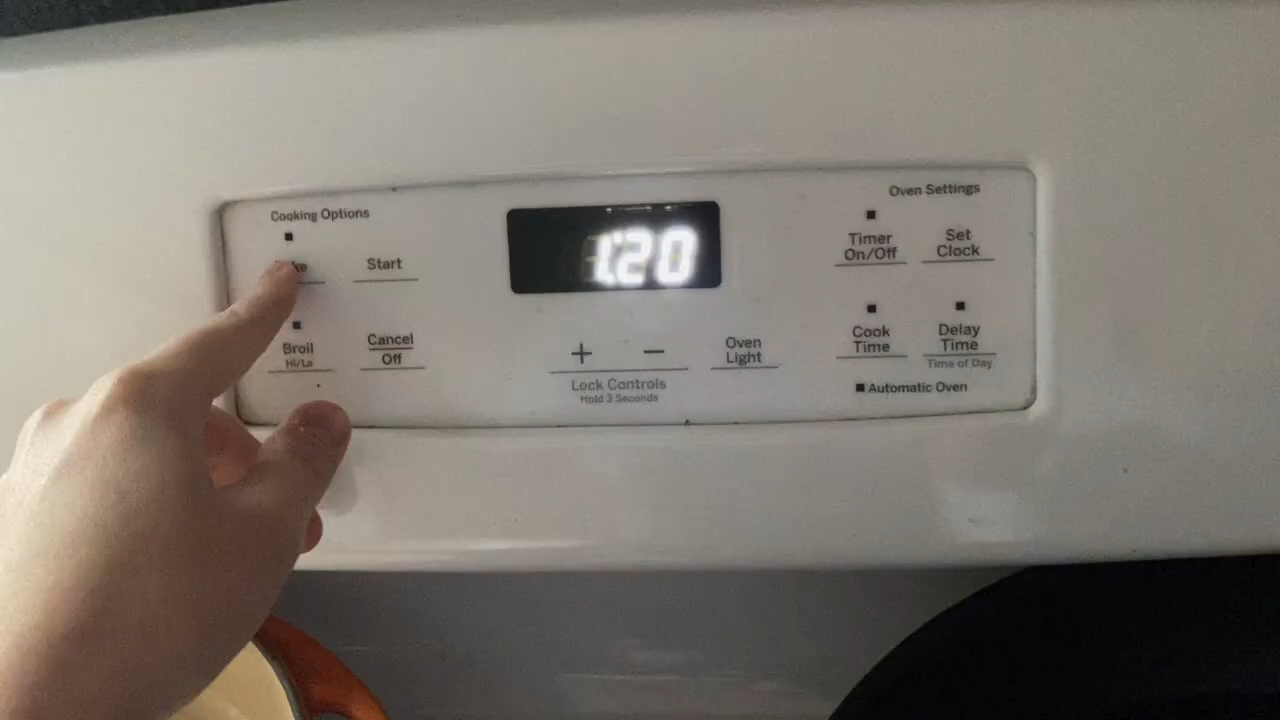 Cooking Options
Start
Broil
Hi/Lo
Cancel
Off
1:20
+ −
Lock Controls
Hold 3 Seconds
Oven
Light
Oven Settings
Timer
On/Off
Set
Clock
Cook
Time
Delay
Time
Time of Day
Automatic Oven